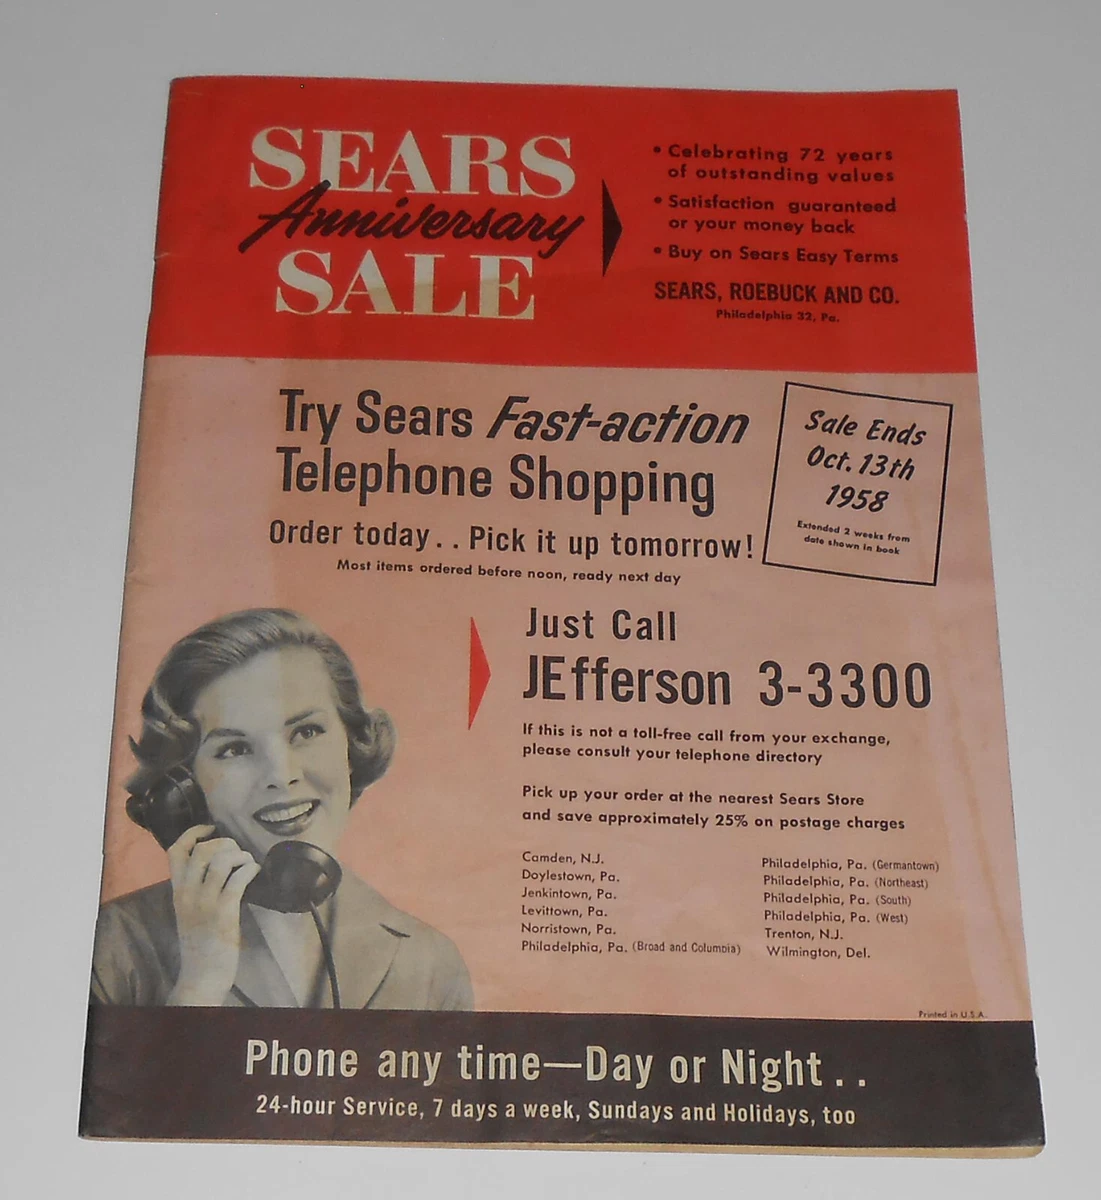 SEARS
Anniversary
SALE
• Celebrating 72 years
of outstanding values
• Satisfaction guaranteed
or your money back
• Buy on Sears Easy Terms
SEARS, ROEBUCK AND CO.
Philadelphia 32, Pa.
Try Sears Fast-action
Telephone Shopping
Order today.. Pick it up tomorrow!
Most items ordered before noon, ready next day
Sale Ends
Oct. 13th
1958
Extended 2 weeks from
date shown in book
Just Call
JEfferson 3-3300
If this is not a toll-free call from your exchange,
please consult your telephone directory
Pick up your order at the nearest Sears Store
and save approximately 25% on postage charges
Camden, N.J.
Doylestown, Pa.
Jenkintown, Pa.
Levittown, Pa.
Norristown, Pa.
Philadelphia, Pa. (Broad and Columbia)
Philadelphia, Pa. (Germantown)
Philadelphia, Pa. (Northeast)
Philadelphia, Pa. (South)
Philadelphia, Pa. (West)
Trenton, N.J.
Wilmington, Del.
Printed in U.S.A.
Phone any time—Day or Night..
24-hour Service, 7 days a week, Sundays and Holidays, too